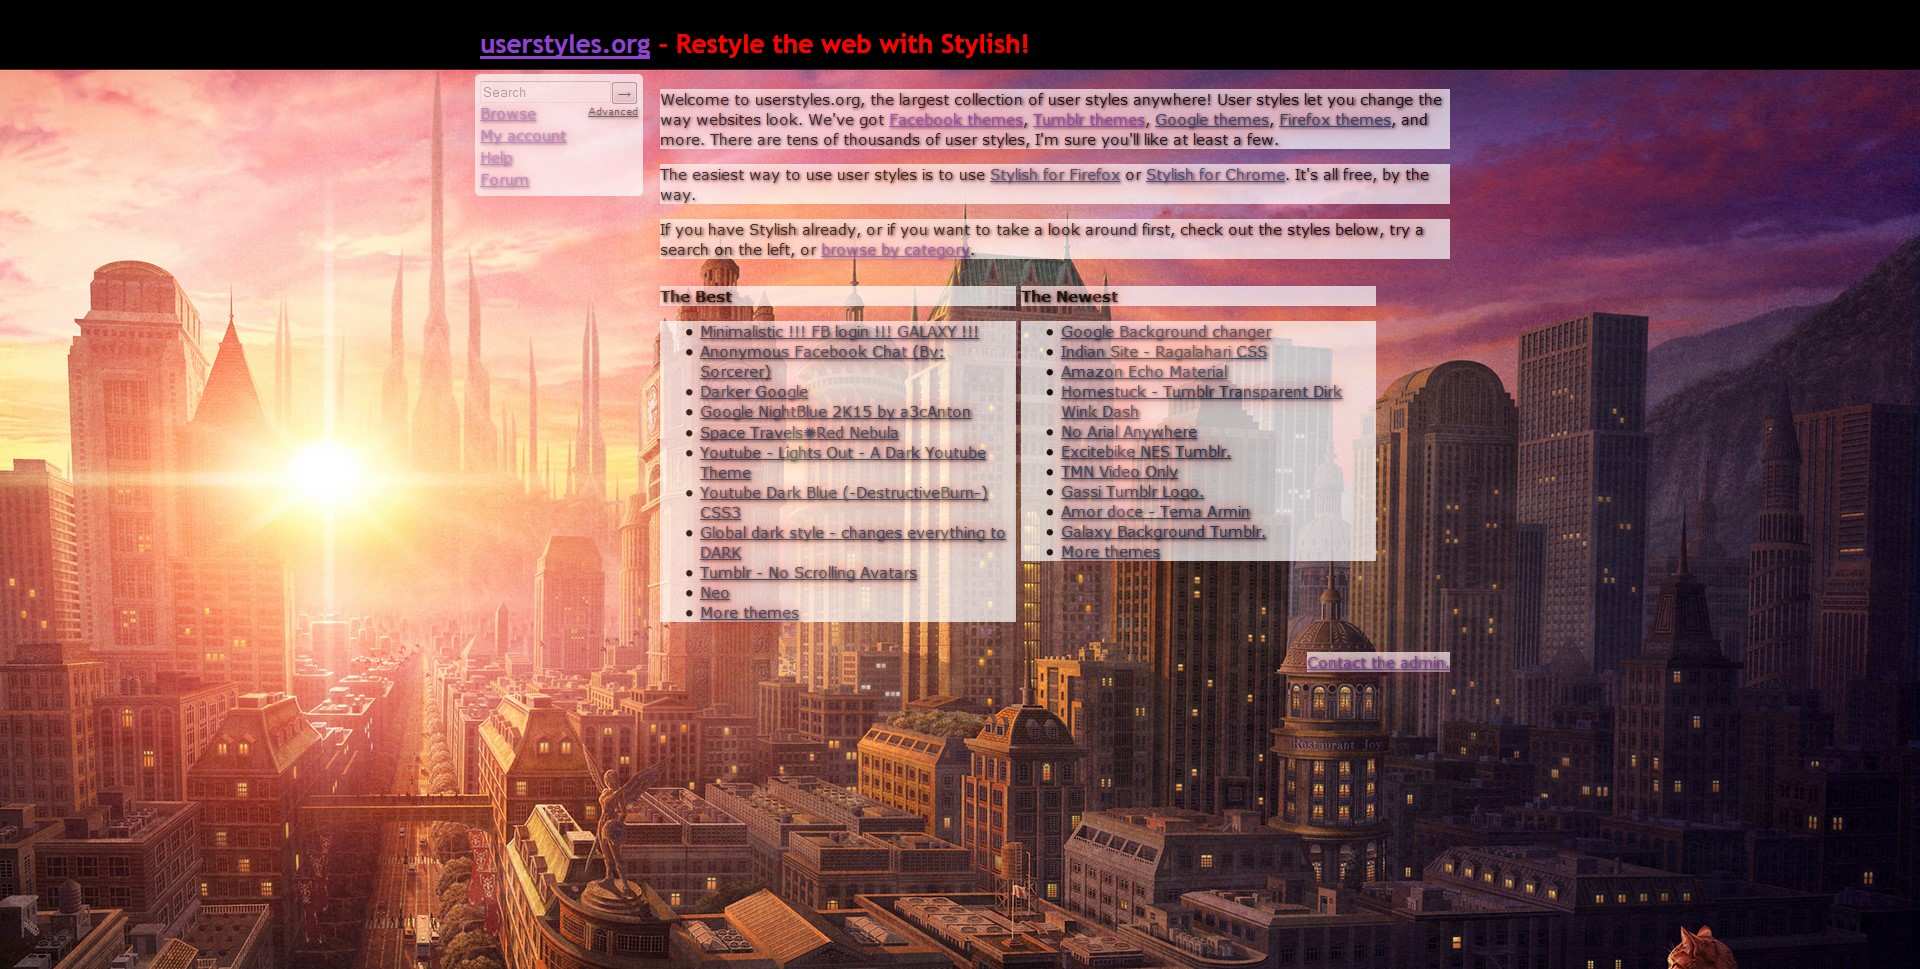 userstyles.org - Restyle the web with Stylish!
Search →
Advanced
Browse
My account
Help
Forum
Welcome to userstyles.org, the largest collection of user styles anywhere! User styles let you change the
way websites look. We've got Facebook themes, Tumblr themes, Google themes, Firefox themes, and
more. There are tens of thousands of user styles, I'm sure you'll like at least a few.
The easiest way to use user styles is to use Stylish for Firefox or Stylish for Chrome. It's all free, by the
way.
If you have Stylish already, or if you want to take a look around first, check out the styles below, try a
search on the left, or browse by category.
The Best
Minimalistic !!! FB login !!! GALAXY !!!
Anonymous Facebook Chat (By:
Sorcerer)
Darker Google
Google NightBlue 2K15 by a3cAnton
Space Travels✷Red Nebula
Youtube - Lights Out - A Dark Youtube
Theme
Youtube Dark Blue (-DestructiveBurn-)
CSS3
Global dark style - changes everything to
DARK
Tumblr - No Scrolling Avatars
Neo
More themes
The Newest
Google Background changer
Indian Site - Ragalahari CSS
Amazon Echo Material
Homestuck - Tumblr Transparent Dirk
Wink Dash
No Arial Anywhere
Excitebike NES Tumblr.
TMN Video Only
Gassi Tumblr Logo.
Amor doce - Tema Armin
Galaxy Background Tumblr.
More themes
Contact the admin.
Restaurant Joy